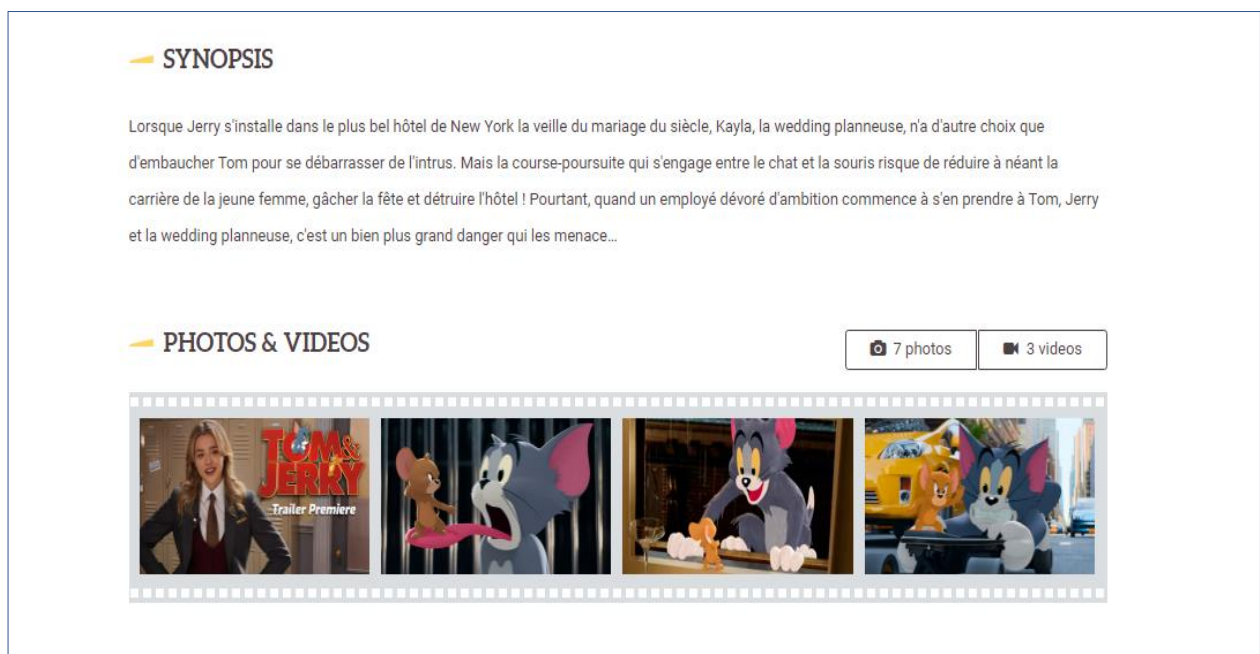 SYNOPSIS
Lorsque Jerry s'installe dans le plus bel hôtel de New York la veille du mariage du siècle, Kayla, la wedding planneuse, n'a d'autre choix que
d'embaucher Tom pour se débarrasser de l'intrus. Mais la course-poursuite qui s'engage entre le chat et la souris risque de réduire à néant la
carrière de la jeune femme, gâcher la fête et détruire l'hôtel ! Pourtant, quand un employé dévoré d'ambition commence à s'en prendre à Tom, Jerry
et la wedding planneuse, c'est un bien plus grand danger qui les menace...
PHOTOS & VIDEOS
7 photos
3 videos
TOM&
JERRY
Trailer Premiere